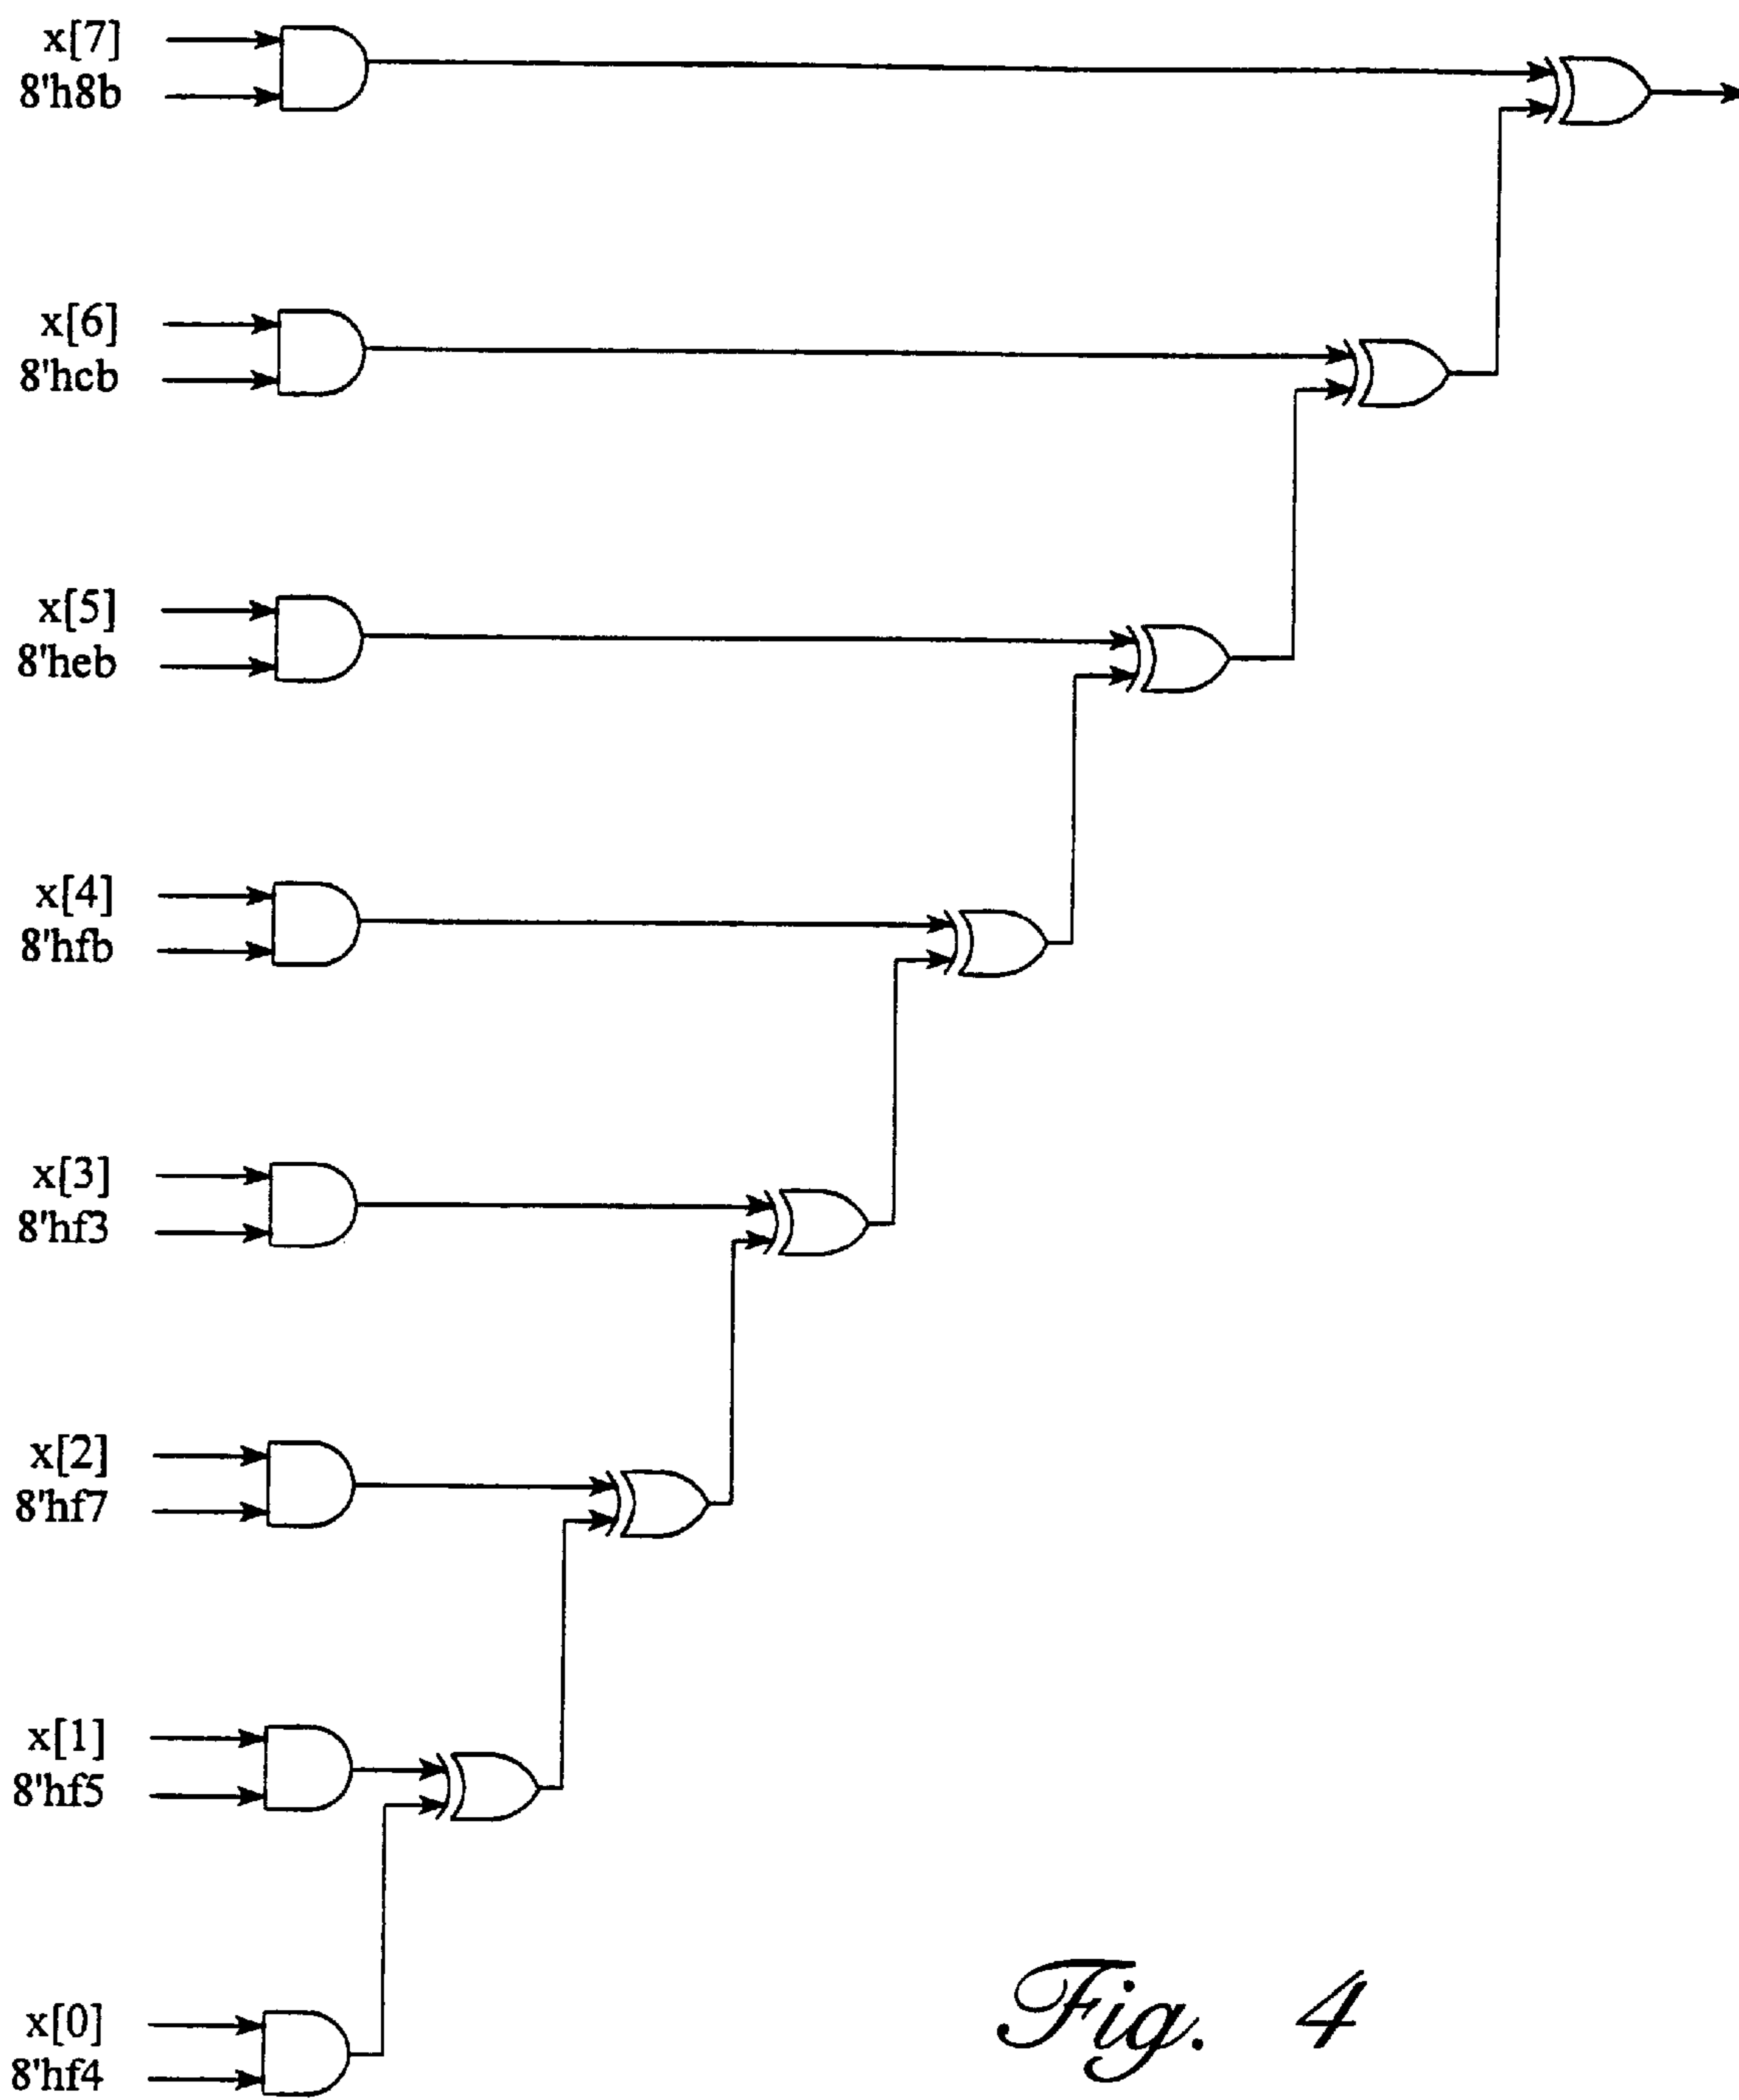 x[7]
8'h8b
x[6]
8'hcb
x[5]
8'heb
x[4]
8'hfb
x[3]
8'hf3
x[2]
8'hf7
x[1]
8'hf5
x[0]
8'hf4
Fig. 4